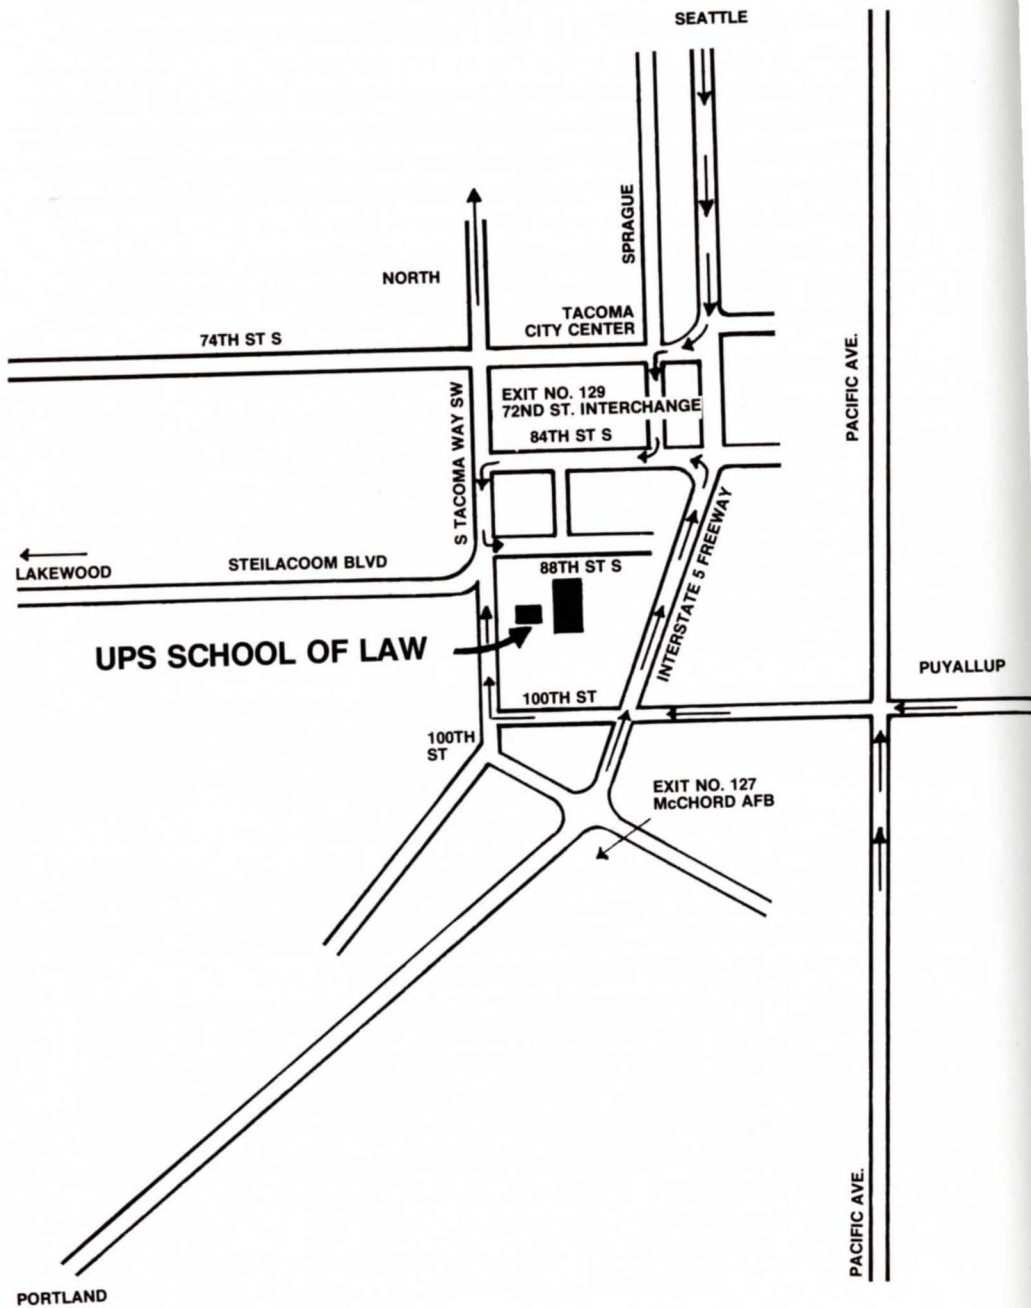 SEATTLE
SPRAGUE
NORTH
TACOMA
CITY CENTER
74TH ST S
PACIFIC AVE.
EXIT NO. 129
72ND ST. INTERCHANGE
84TH ST S
S TACOMA WAY SW
INTERSTATE 5 FREEWAY
LAKEWOOD
STEILACOOM BLVD
88TH ST S
UPS SCHOOL OF LAW
PUYALLUP
100TH ST
100TH
ST
EXIT NO. 127
McCHORD AFB
PACIFIC AVE.
PORTLAND